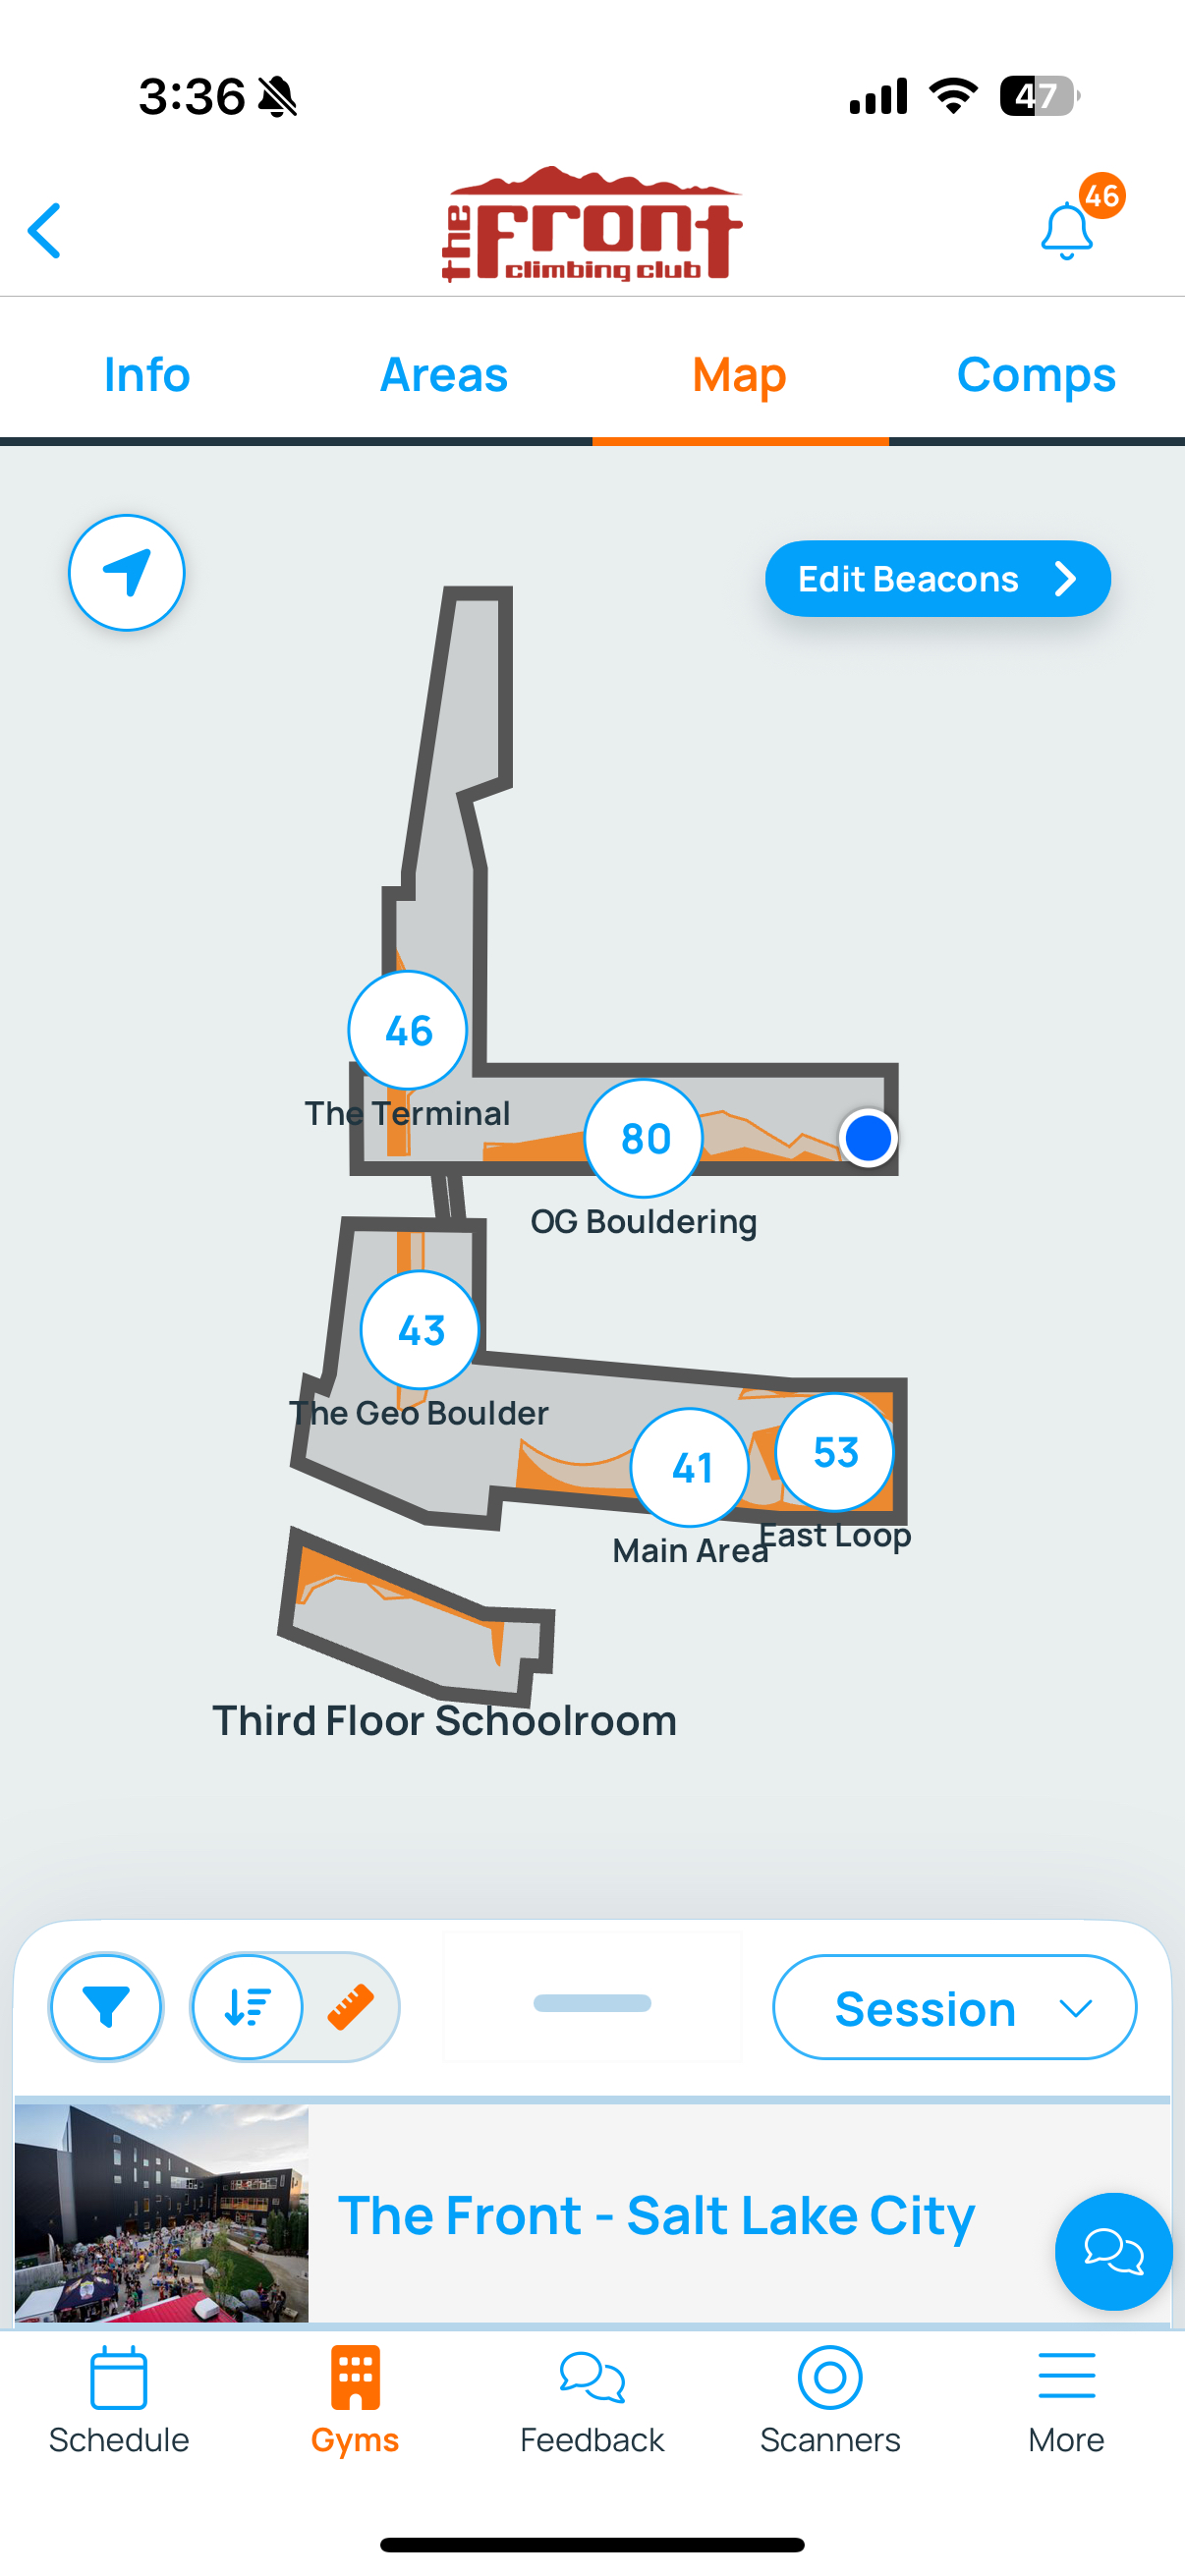 3:36
47
the Front
climbing club
46
Info Areas Map Comps
Edit Beacons
46
The Terminal
80
OG Bouldering
43
The Geo Boulder
41
53
Main Area
East Loop
Third Floor Schoolroom
Session
The Front - Salt Lake City
Schedule Gyms Feedback Scanners More